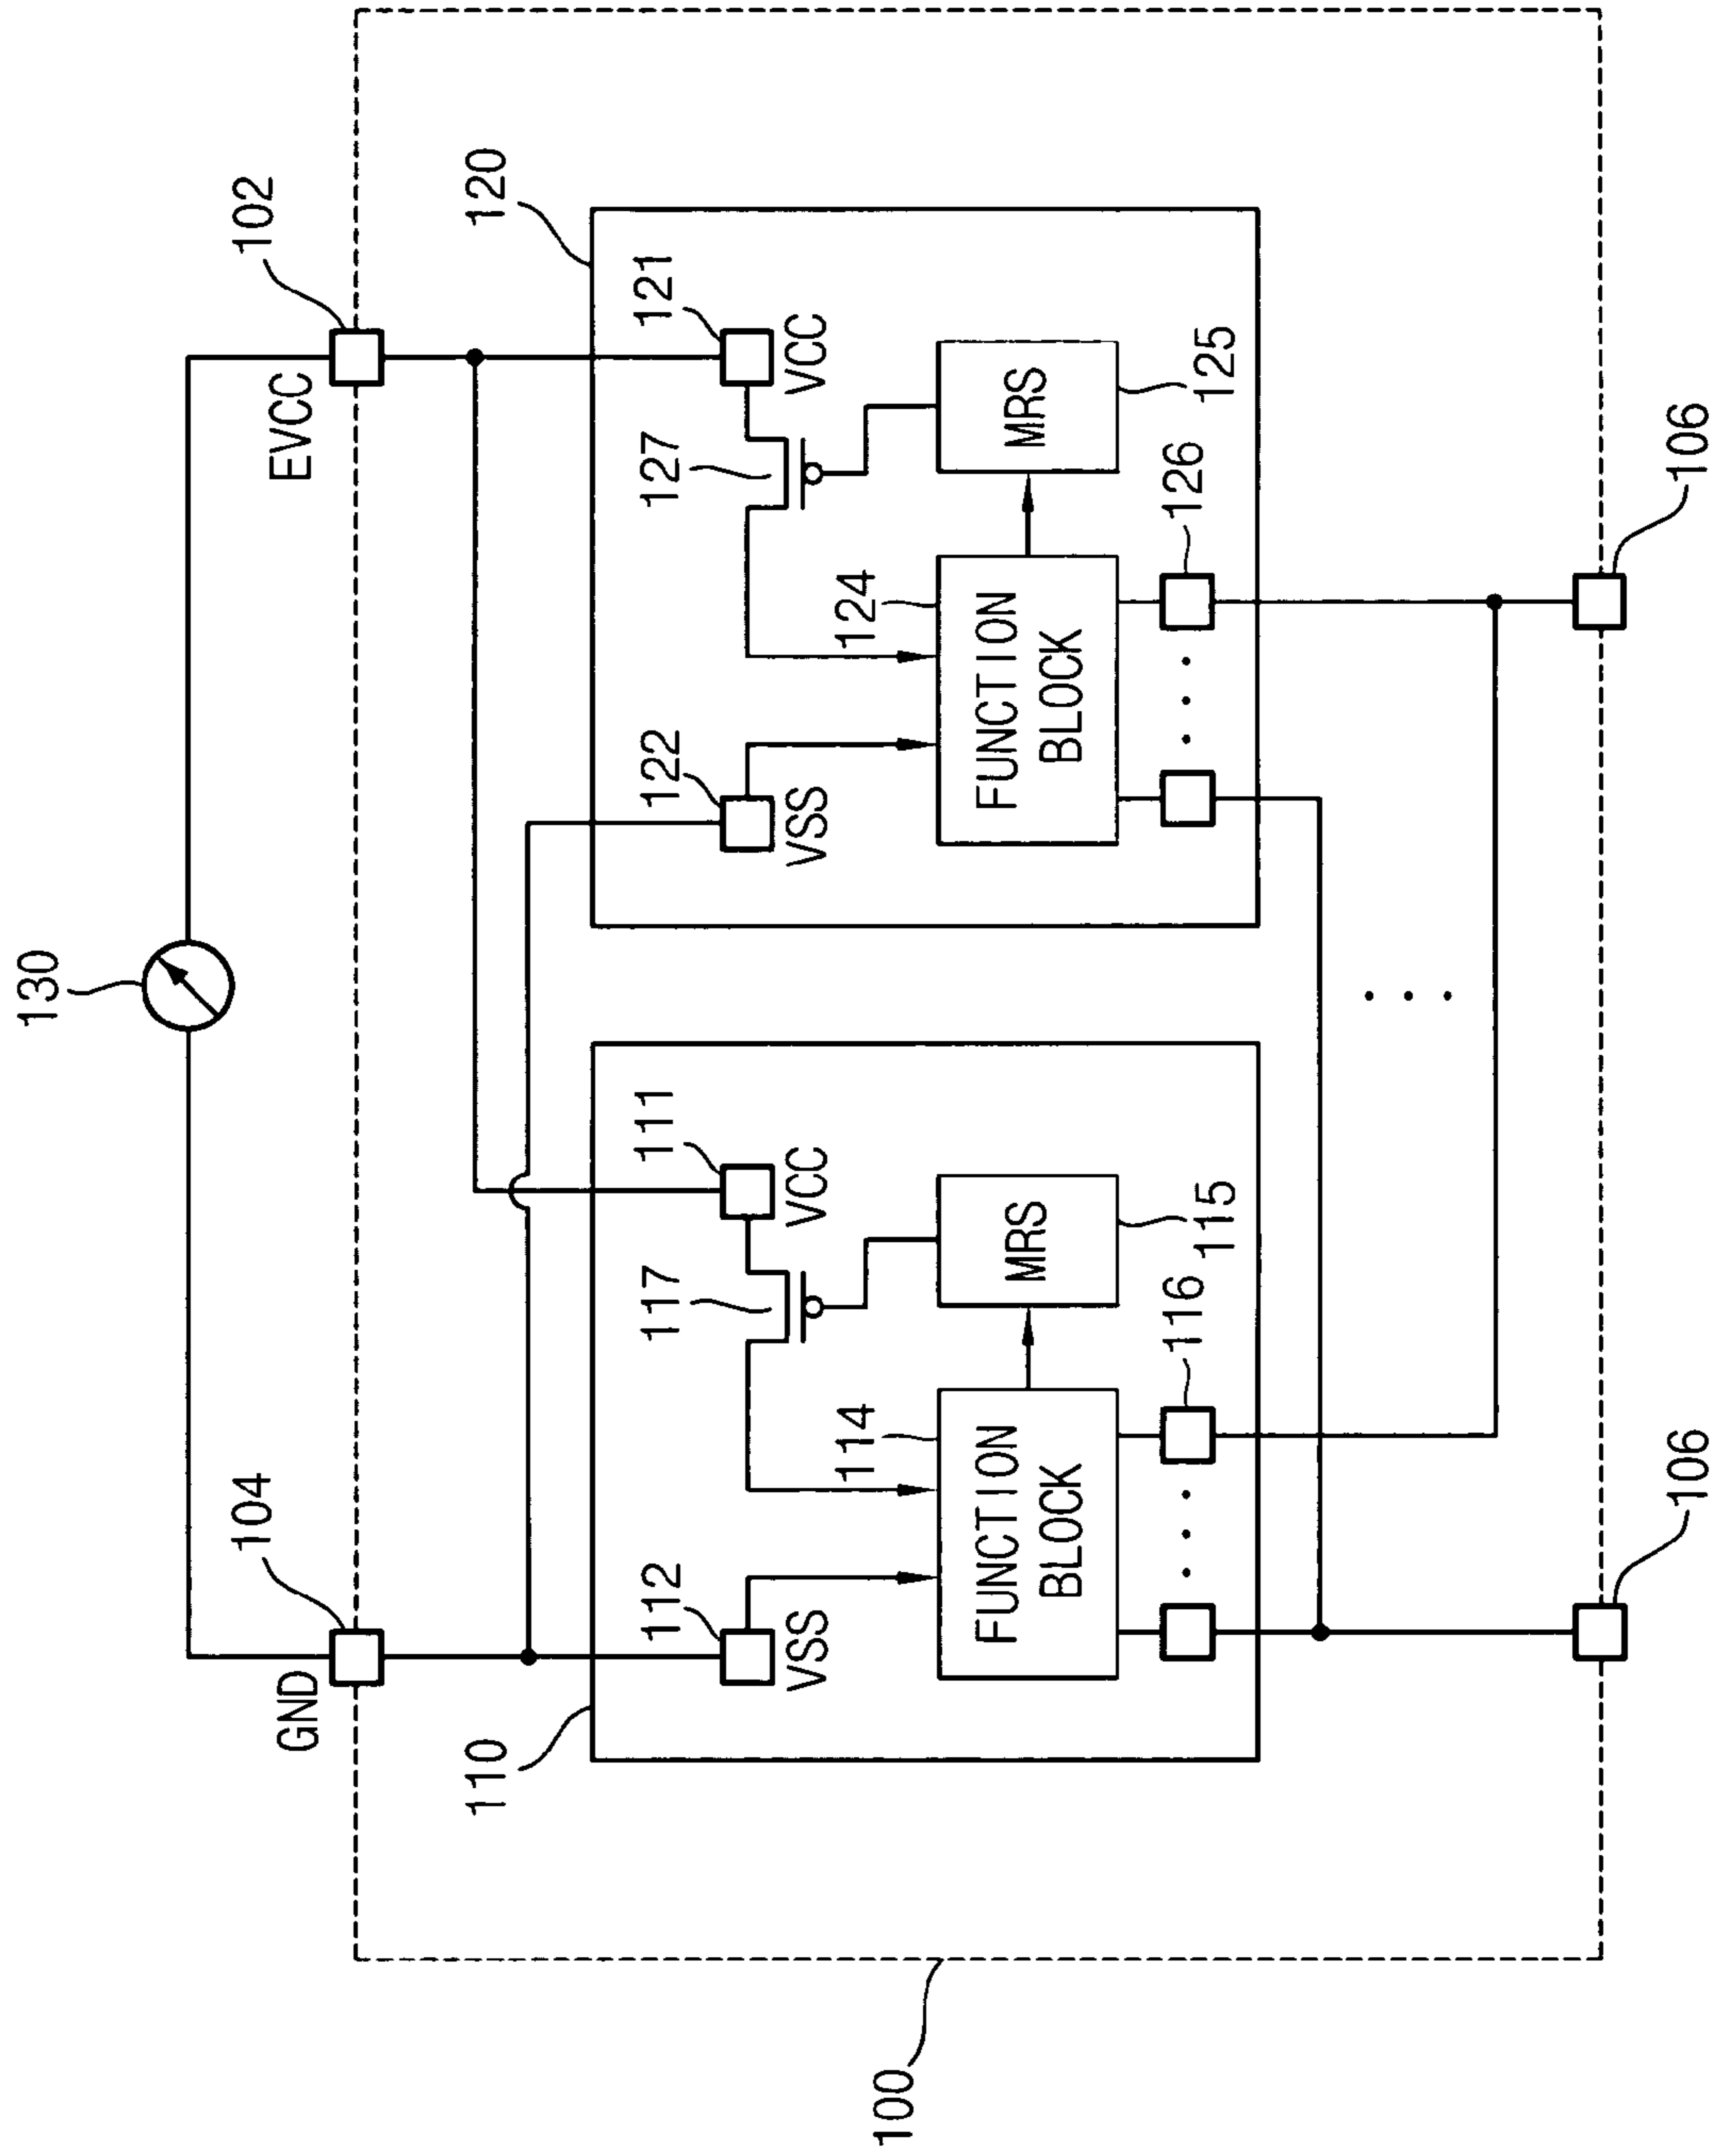 130
102
EVCC
104
GND
120
110
121
VCC
127
122
VSS
124
FUNCTION
BLOCK
MRS
125
126
111
VCC
117
112
VSS
114
FUNCTION
BLOCK
MRS
115
116
106
106
100